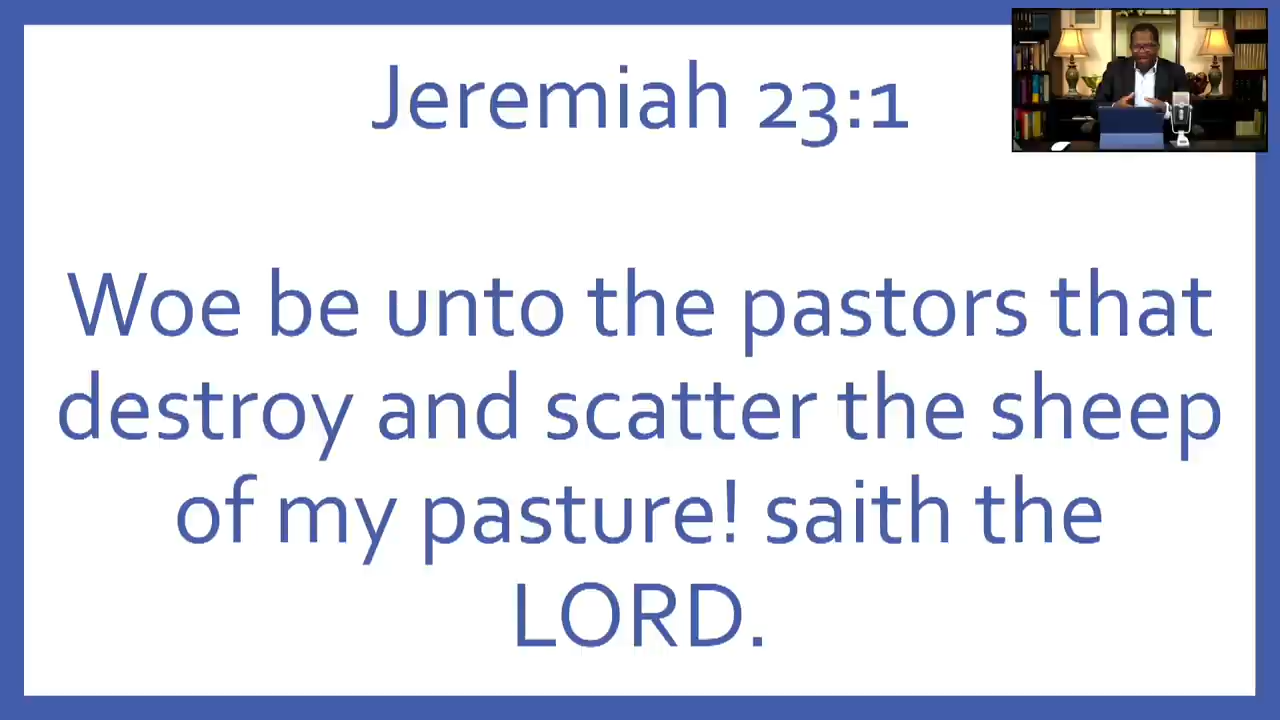 Jeremiah 23:1
Woe be unto the pastors that
destroy and scatter the sheep
of my pasture! saith the
LORD.